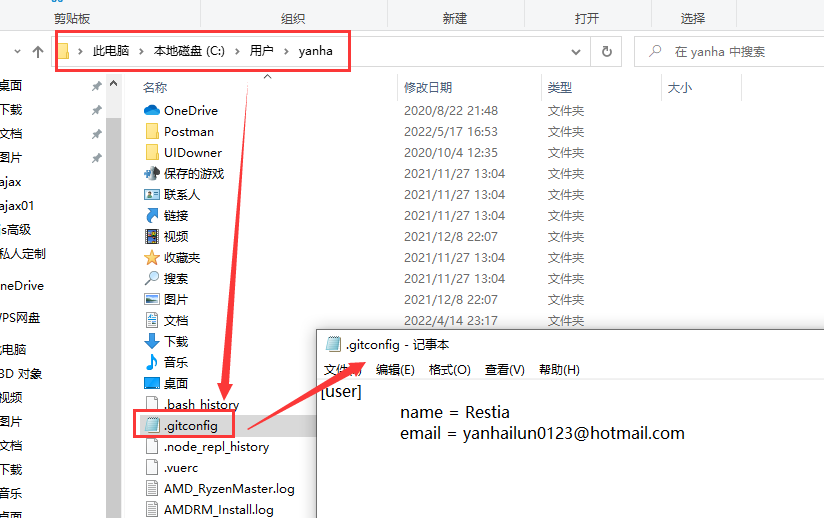 剪贴板 组织 新建 打开 选择
此电脑 本地磁盘 (C:) 用户 yanha
在 yanha 中搜索
名称 修改日期 类型 大小
桌面
下载
文档
图片
ajax
ajax01
js高级
私人定制
OneDrive
WPS网盘
此电脑
3D 对象
视频
图片
文档
下载
音乐
桌面
OneDrive 2020/8/22 21:48 文件夹
Postman 2022/5/17 16:53 文件夹
UIDowner 2020/10/4 12:35 文件夹
保存的游戏 2021/11/27 13:04 文件夹
联系人 2021/11/27 13:04 文件夹
链接 2021/11/27 13:04 文件夹
视频 2021/12/8 22:07 文件夹
收藏夹 2021/11/27 13:04 文件夹
搜索 2021/11/27 13:04 文件夹
图片 2021/12/8 22:07 文件夹
文档 2022/4/14 23:17 文件夹
下载
音乐
桌面
.bash_history
.gitconfig
.node_repl_history
.vuerc
AMD_RyzenMaster.log
AMDRM_Install.log
.gitconfig - 记事本
文件(F) 编辑(E) 格式(O) 查看(V) 帮助(H)
[user]
name = Restia
email = yanhailun0123@hotmail.com